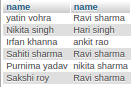 name name
yatin vohra Ravi sharma
Nikita singh Hari singh
Irfan khanna ankit rao
Sahiti sharma Ravi sharma
Purnima yadav nikita sharma
Sakshi roy Ravi sharma